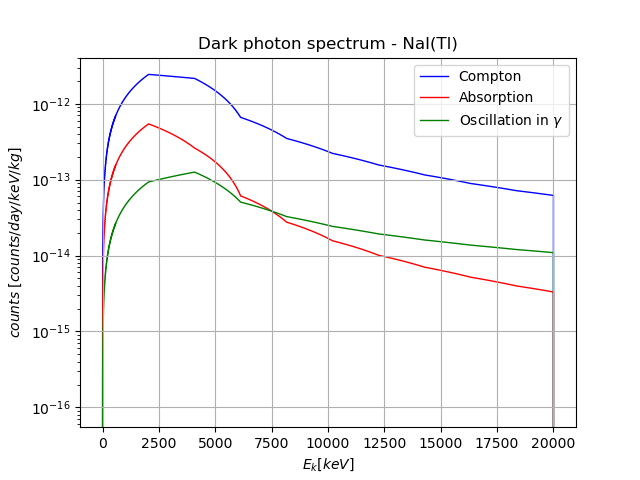 Dark photon spectrum - NaI(Tl)
Compton
Absorption
Oscillation in γ
counts [counts/day/keV/kg]
10⁻¹²
10⁻¹³
10⁻¹⁴
10⁻¹⁵
10⁻¹⁶
0 2500 5000 7500 10000 12500 15000 17500 20000
E_k[keV]